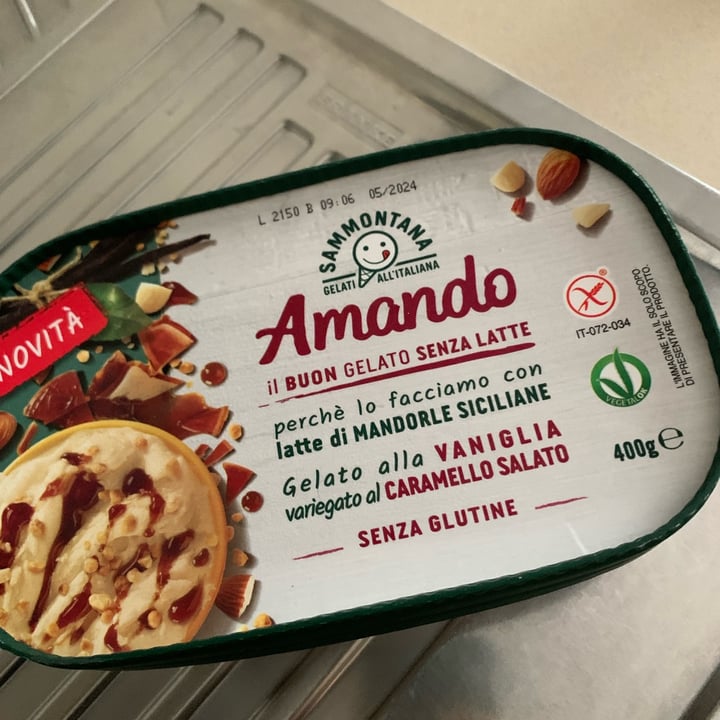 L 2150 B 09:06 05/2024
SAMMONTANA
GELATI ALL'ITALIANA
Amando
il BUON GELATO SENZA LATTE
perchè lo facciamo con
latte di MANDORLE SICILIANE
Gelato alla VANIGLIA
variegato al CARAMELLO SALATO
SENZA GLUTINE
NOVITÀ
IT-072-034
VEGETALOK
400g e
L'IMMAGINE HA IL SOLO SCOPO
DI PRESENTARE IL PRODOTTO.